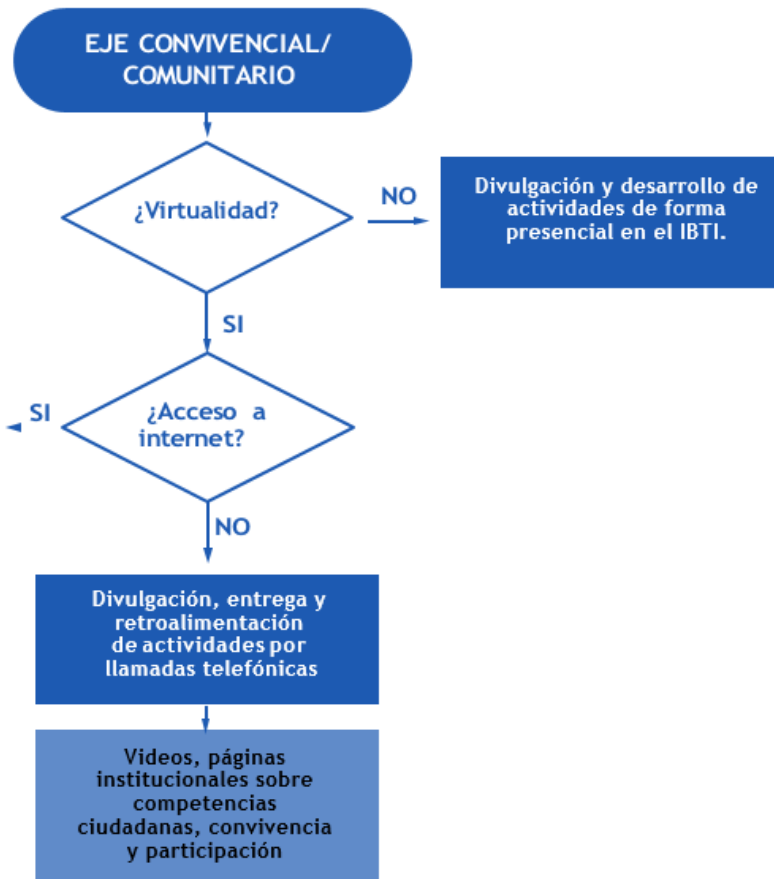 EJE CONVIVENCIAL/
COMUNITARIO
¿Virtualidad?
NO
Divulgación y desarrollo de
actividades de forma
presencial en el IBTI.
SI
SI
¿Acceso a
internet?
NO
Divulgación, entrega y
retroalimentación
de actividades por
llamadas telefónicas
Videos, páginas
institucionales sobre
competencias
ciudadanas, convivencia
y participación